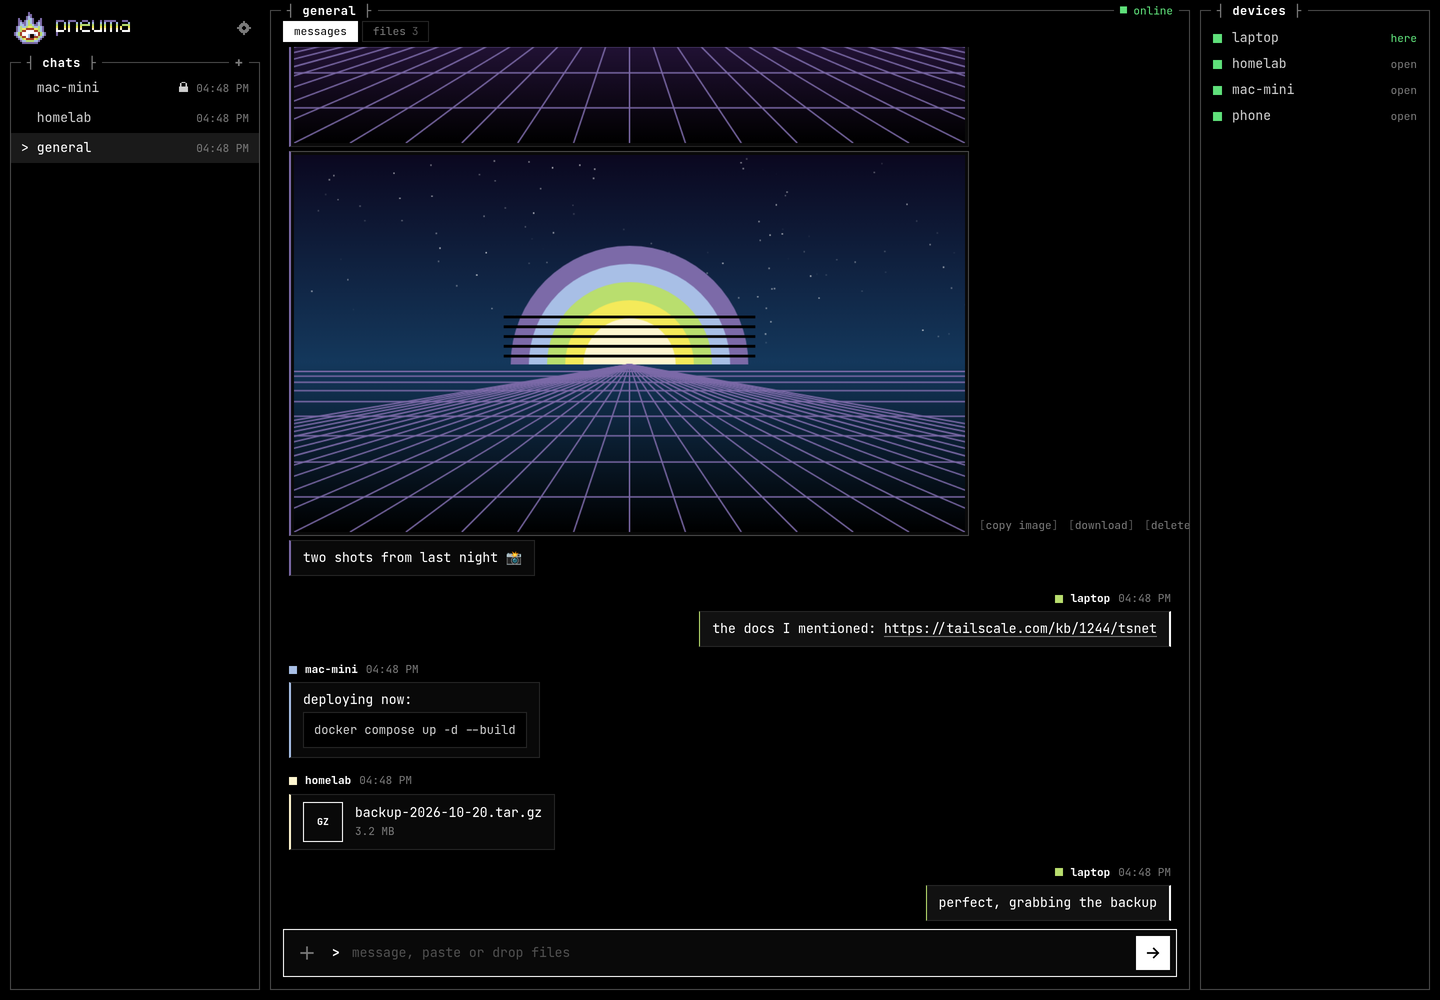 pneuma
chats +
mac-mini 04:48 PM
homelab 04:48 PM
> general 04:48 PM
general
online
messages
files 3
[copy image] [download] [delete
two shots from last night 📸
laptop 04:48 PM
the docs I mentioned: https://tailscale.com/kb/1244/tsnet
mac-mini 04:48 PM
deploying now:
docker compose up -d --build
homelab 04:48 PM
GZ
backup-2026-10-20.tar.gz
3.2 MB
laptop 04:48 PM
perfect, grabbing the backup
+ > message, paste or drop files
devices
laptop here
homelab open
mac-mini open
phone open